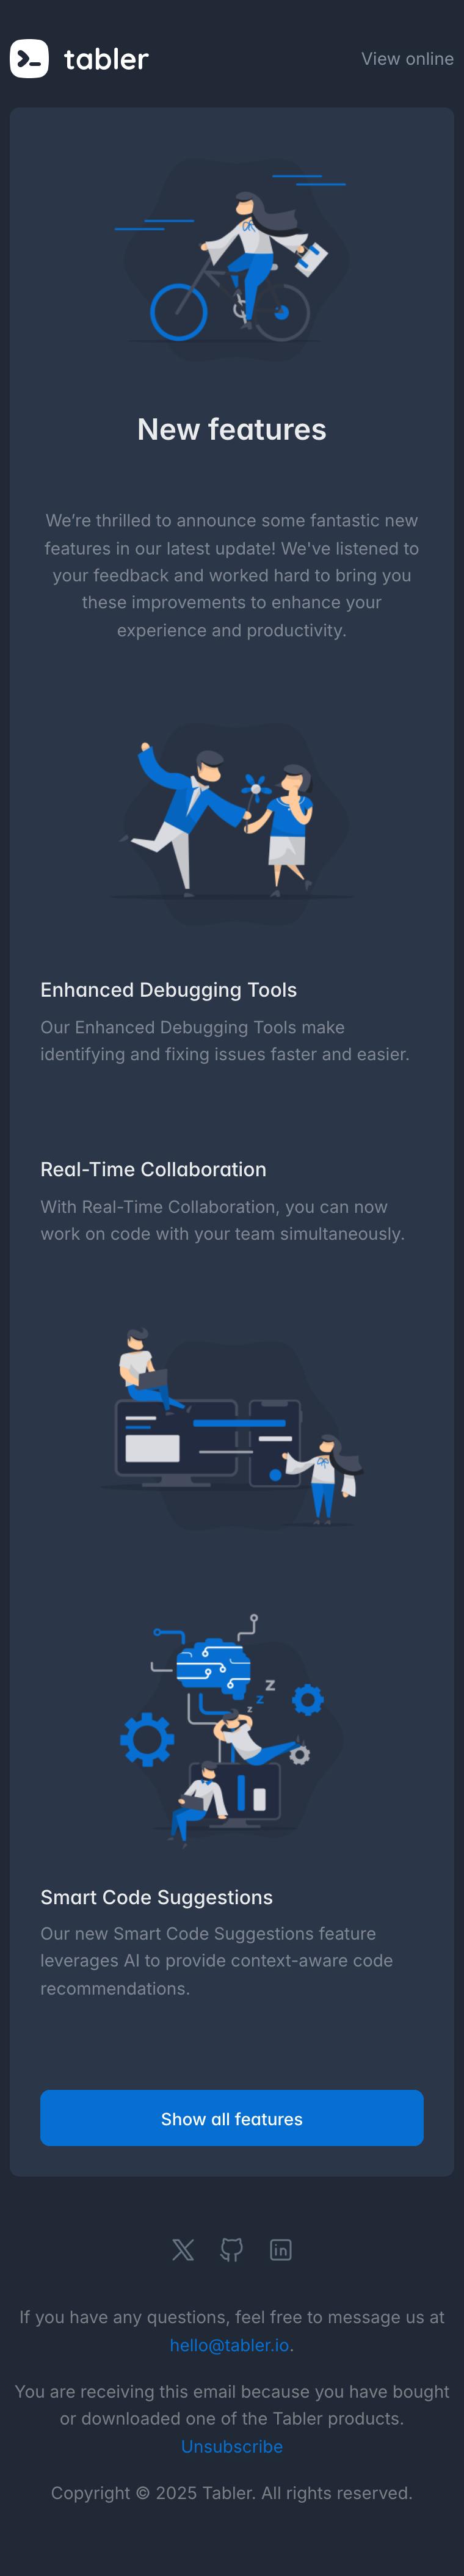 tabler
View online
New features
We’re thrilled to announce some fantastic new
features in our latest update! We've listened to
your feedback and worked hard to bring you
these improvements to enhance your
experience and productivity.
Enhanced Debugging Tools
Our Enhanced Debugging Tools make
identifying and fixing issues faster and easier.
Real-Time Collaboration
With Real-Time Collaboration, you can now
work on code with your team simultaneously.
z
z
Z
Smart Code Suggestions
Our new Smart Code Suggestions feature
leverages AI to provide context-aware code
recommendations.
Show all features
If you have any questions, feel free to message us at
hello@tabler.io.
You are receiving this email because you have bought
or downloaded one of the Tabler products.
Unsubscribe
Copyright © 2025 Tabler. All rights reserved.